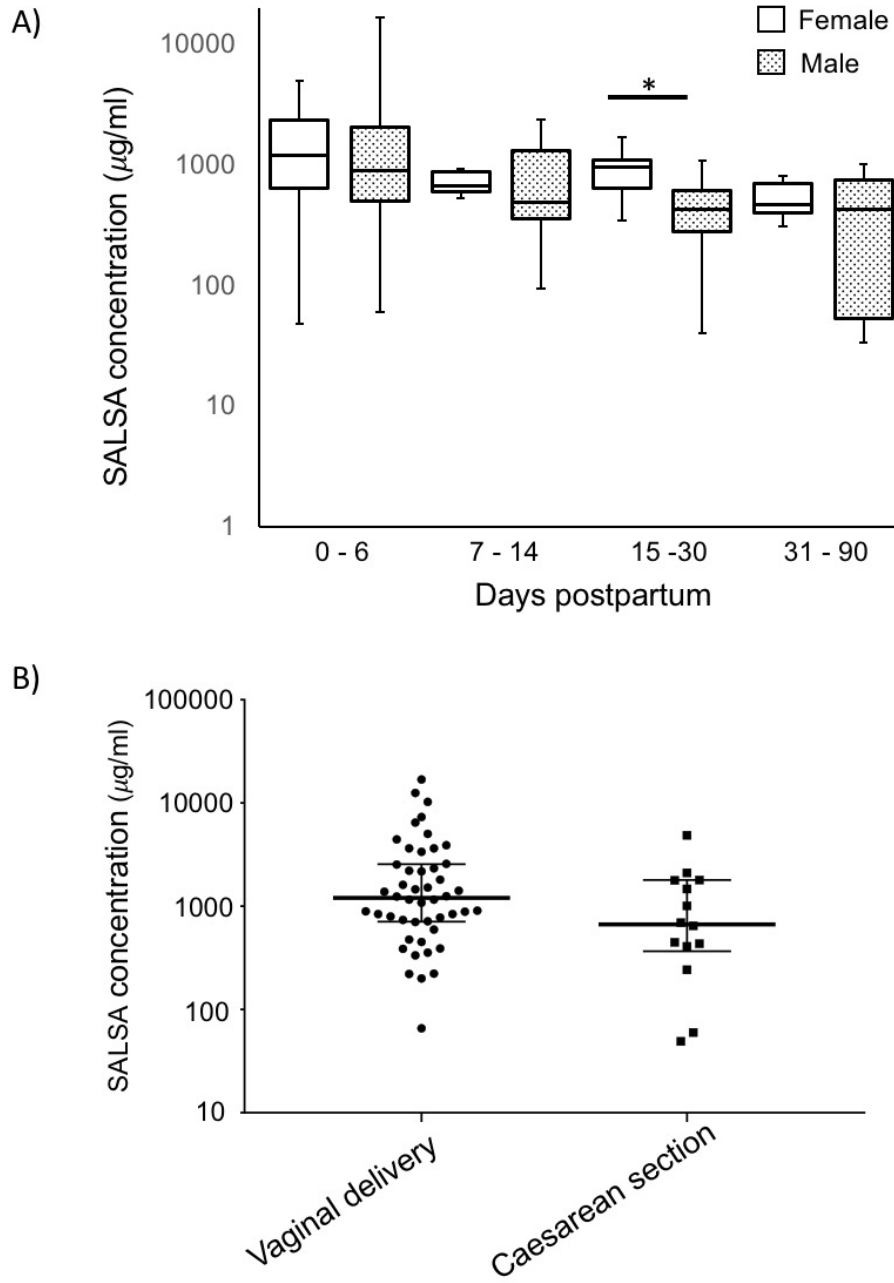 A)
Female
Male
*
10000
1000
100
10
1
SALSA concentration (µg/ml)
0 - 6 7 - 14 15 -30 31 - 90
Days postpartum
B)
100000
10000
1000
100
10
SALSA concentration (µg/ml)
Vaginal delivery
Caesarean section